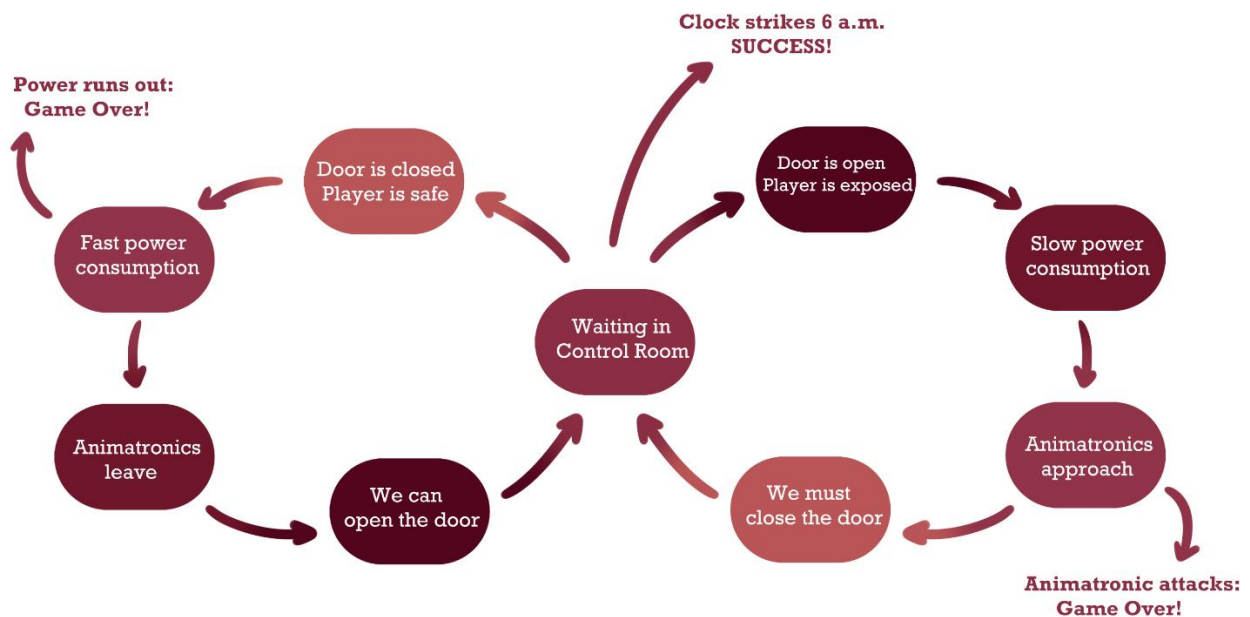 Clock strikes 6 a.m.
SUCCESS!
Power runs out:
Game Over!
Door is closed
Player is safe
Door is open
Player is exposed
Fast power
consumption
Slow power
consumption
Waiting in
Control Room
Animatronics
leave
Animatronics
approach
We can
open the door
We must
close the door
Animatronic attacks:
Game Over!